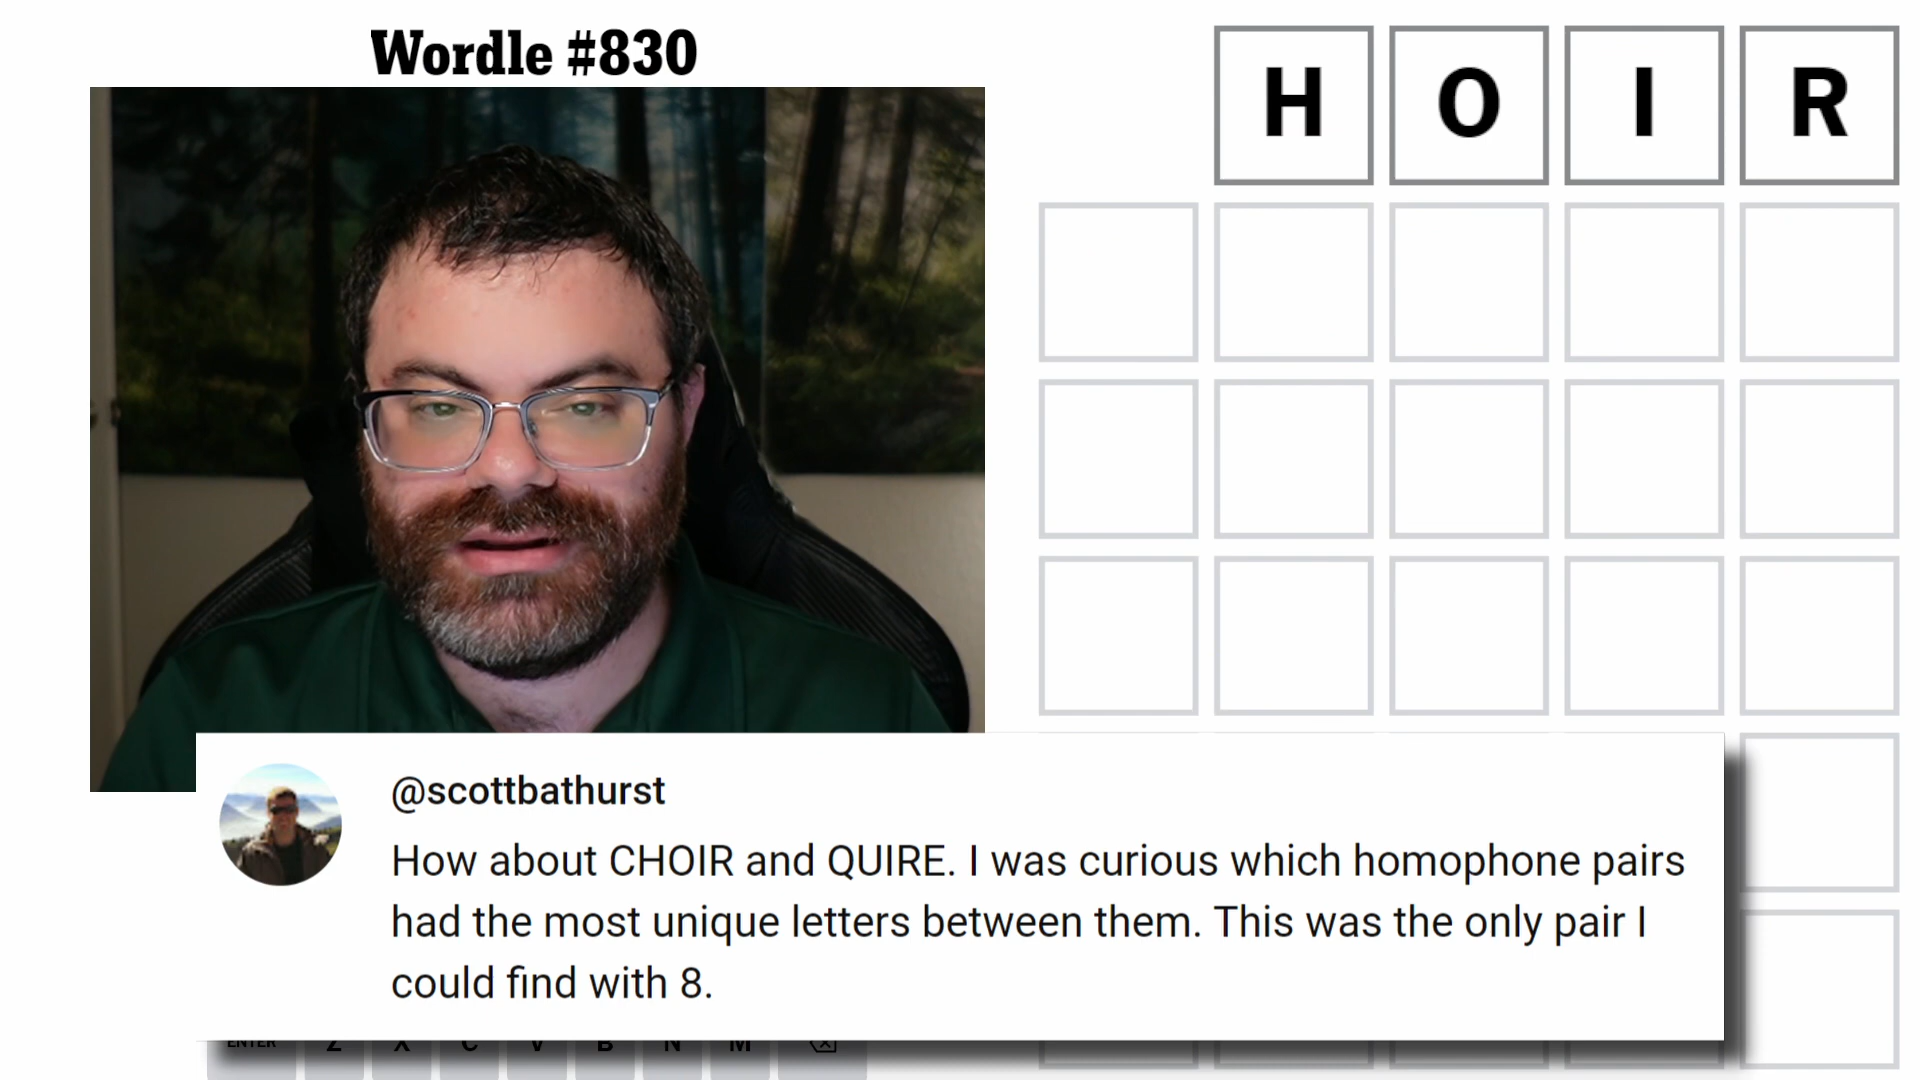 Wordle #830
H O I R
@scottbathurst
How about CHOIR and QUIRE. I was curious which homophone pairs
had the most unique letters between them. This was the only pair I
could find with 8.
ENTER Z X C V B N M